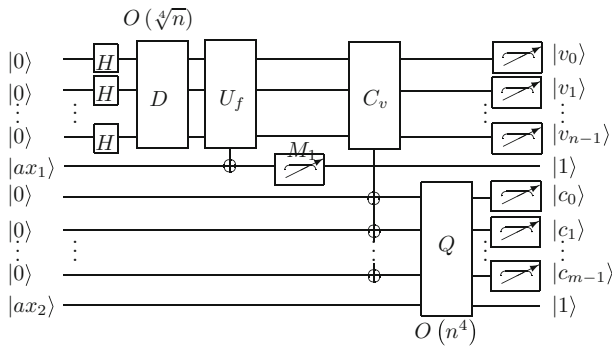 O (∜n)
|0⟩ H |v₀⟩
|0⟩ H D U_f C_v |v₁⟩
⋮ ⋮ ⋮ ⋮
|0⟩ H |v_{n−1}⟩
|ax₁⟩ M₁ |1⟩
|0⟩ |c₀⟩
|0⟩ Q |c₁⟩
⋮ ⋮ ⋮ ⋮ ⋮
|0⟩ |c_{m−1}⟩
|ax₂⟩ |1⟩
O (n⁴)